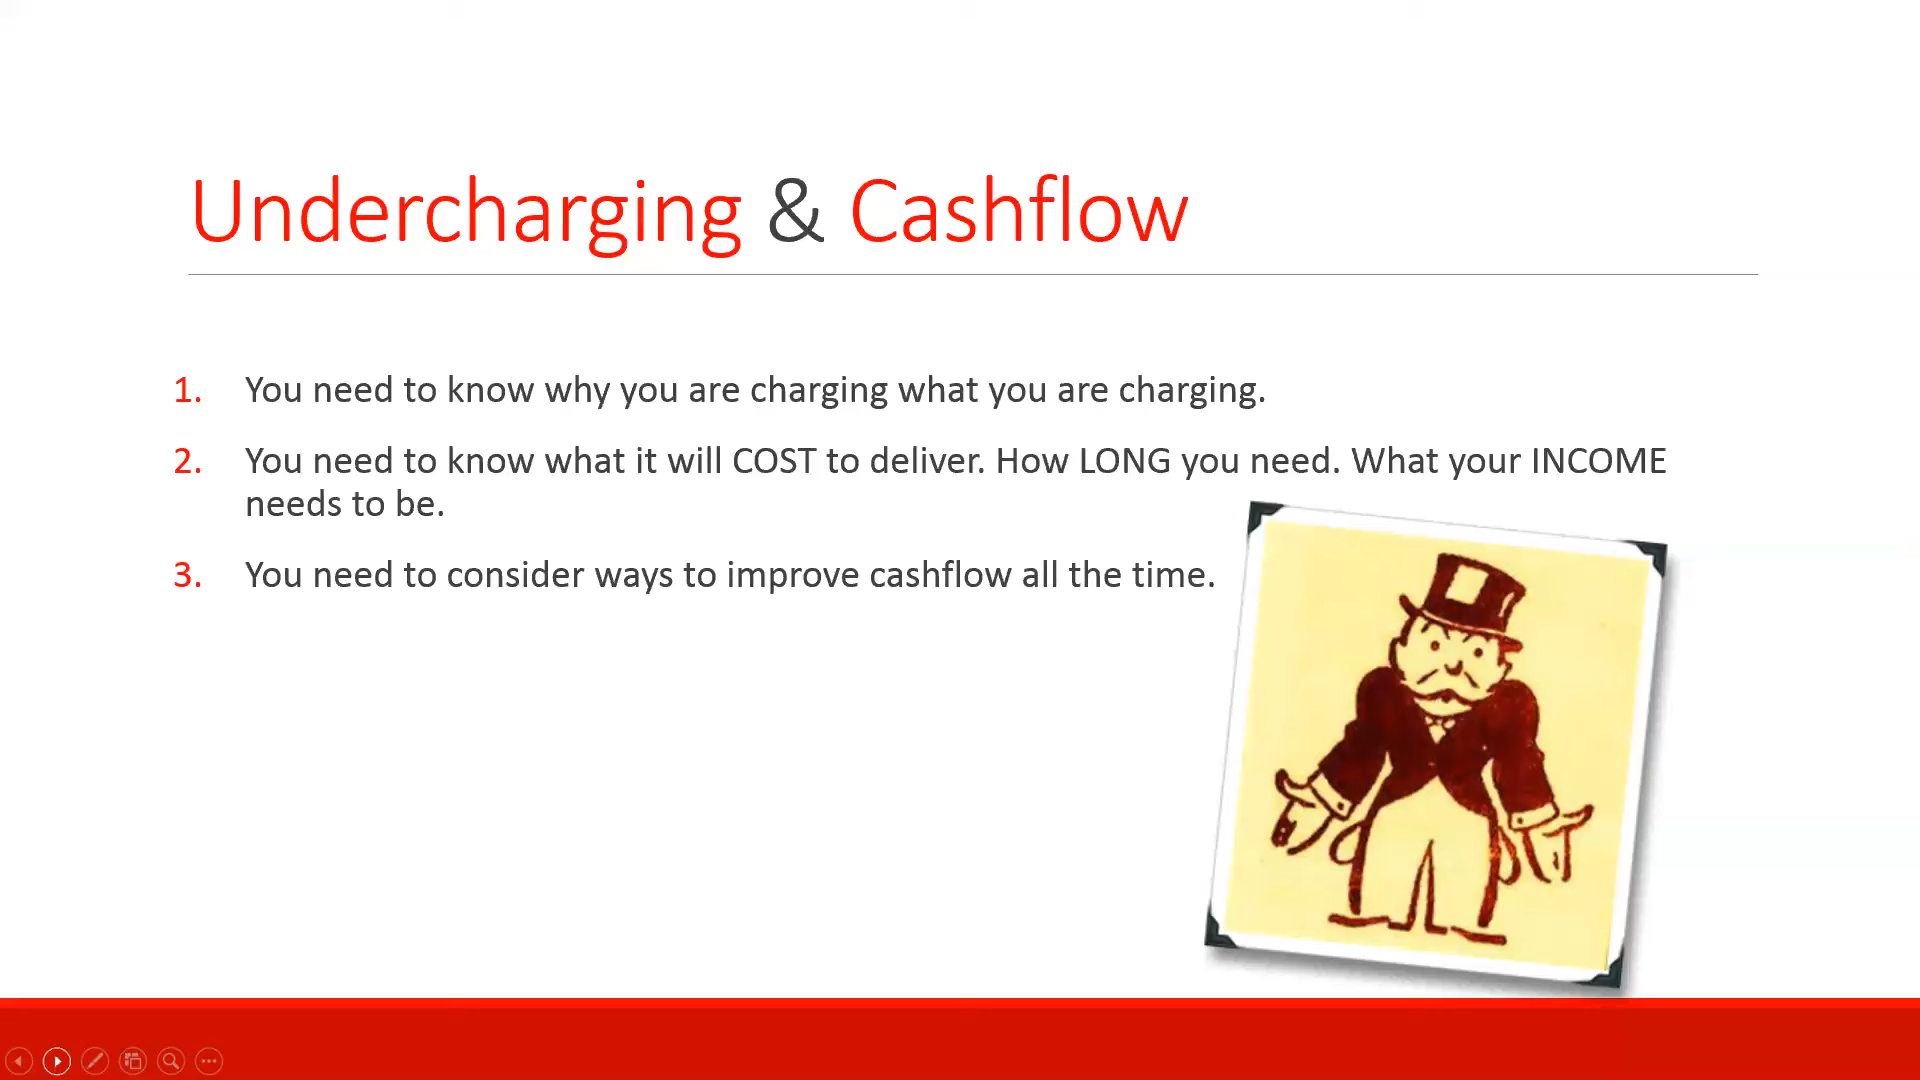 Undercharging & Cashflow
1. You need to know why you are charging what you are charging.
2. You need to know what it will COST to deliver. How LONG you need. What your INCOME
needs to be.
3. You need to consider ways to improve cashflow all the time.